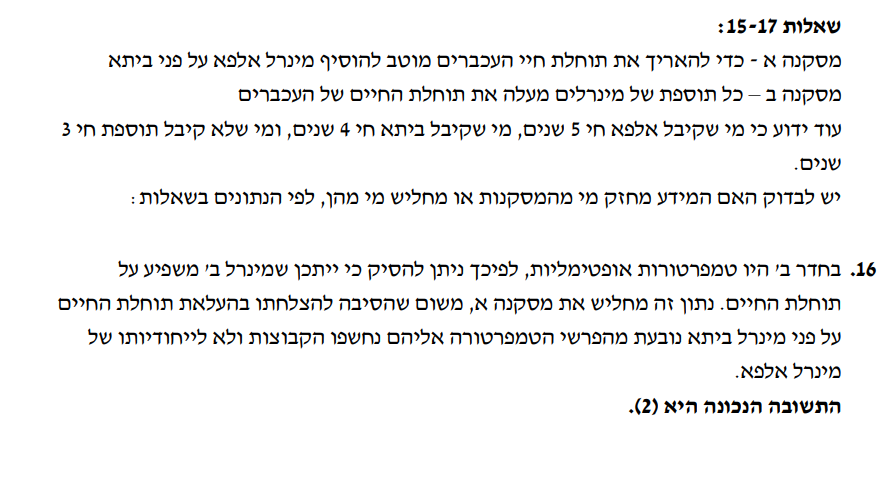 שאלות 15-17:
מסקנה א - כדי להאריך את תוחלת חיי העכברים מוטב להוסיף מינרל אלפא על פני ביתא
מסקנה ב – כל תוספת של מינרלים מעלה את תוחלת החיים של העכברים
עוד ידוע כי מי שקיבל אלפא חי 5 שנים, מי שקיבל ביתא חי 4 שנים, ומי שלא קיבל תוספת חי 3
שנים.
יש לבדוק האם המידע מחזק מי מהמסקנות או מחליש מי מהן, לפי הנתונים בשאלות:
16. בחדר ב' היו טמפרטורות אופטימליות, לפיכך ניתן להסיק כי ייתכן שמינרל ב' משפיע על
תוחלת החיים. נתון זה מחליש את מסקנה א, משום שהסיבה להצלחתו בהעלאת תוחלת החיים
על פני מינרל ביתא נובעת מהפרשי הטמפרטורה אליהם נחשפו הקבוצות ולא לייחודיותו של
מינרל אלפא.
התשובה הנכונה היא (2).